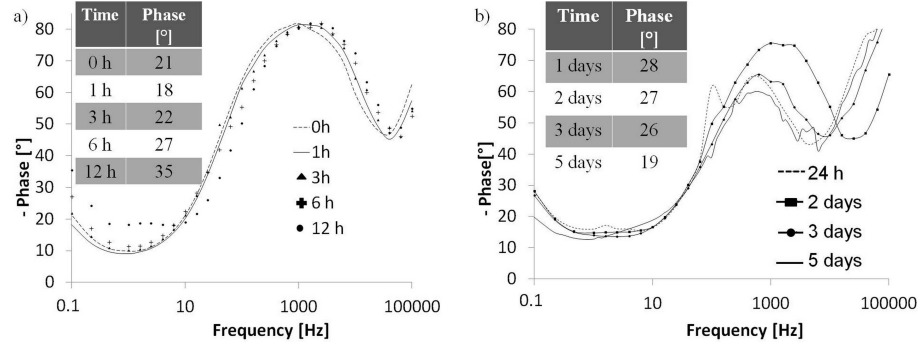 a)
Time Phase [°]
0 h 21
1 h 18
3 h 22
6 h 27
12 h 35
- Phase [°]
80
70
60
50
40
30
20
10
0
0.1 10 1000 100000
Frequency [Hz]
0h
1h
3h
6 h
12 h
b)
Time Phase [°]
1 days 28
2 days 27
3 days 26
5 days 19
- Phase[°]
80
70
60
50
40
30
20
10
0
0.1 10 1000 100000
Frequency [Hz]
24 h
2 days
3 days
5 days